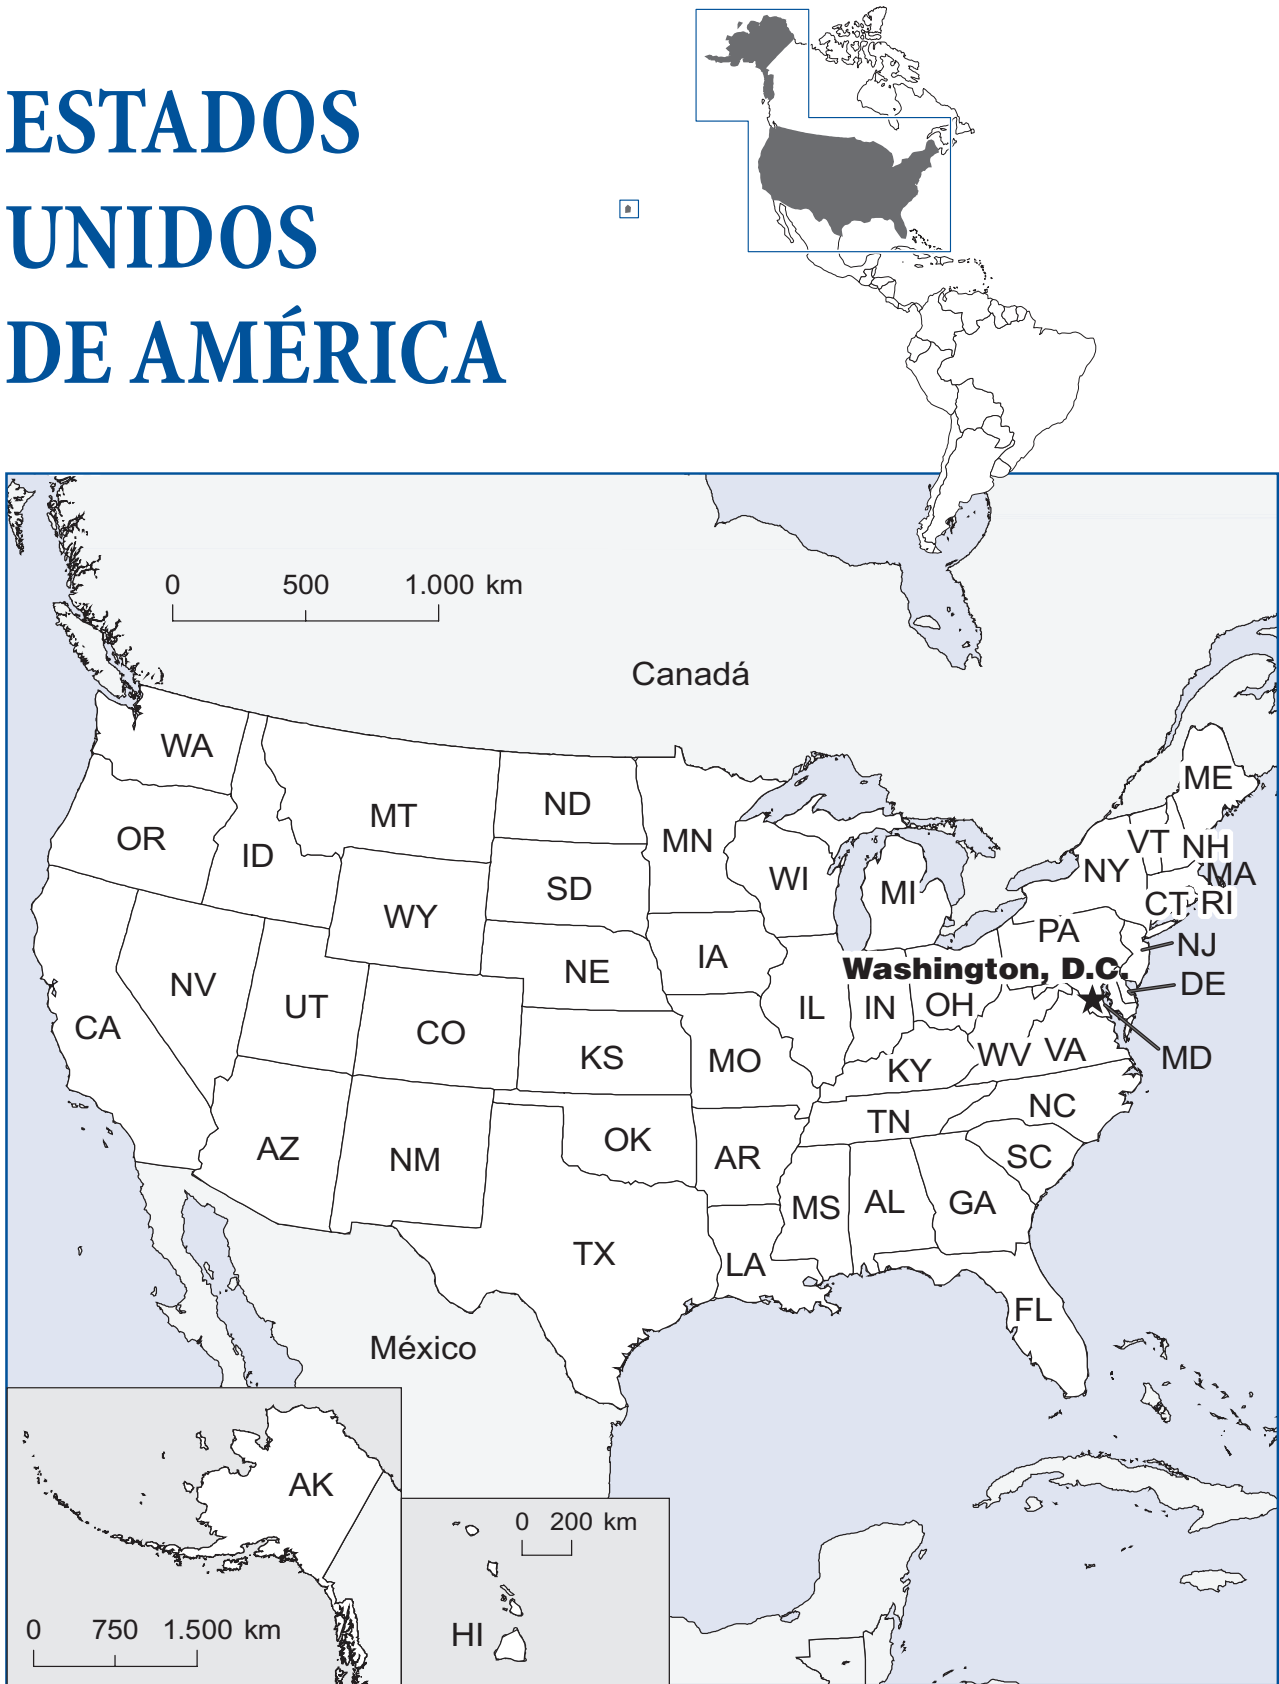 ESTADOS
UNIDOS
DE AMÉRICA
0 500 1.000 km
Canadá
WA
MT
ND
MN
ME
OR
ID
SD
WI
MI
VT
NH
NY
MA
WY
CT
RI
PA
NJ
NE
IA
Washington, D.C.
DE
NV
UT
CO
IL
IN
OH
CA
KS
MO
KY
WV
VA
MD
TN
NC
AZ
NM
OK
AR
SC
MS
AL
GA
TX
LA
FL
México
AK
0 200 km
HI
0 750 1.500 km